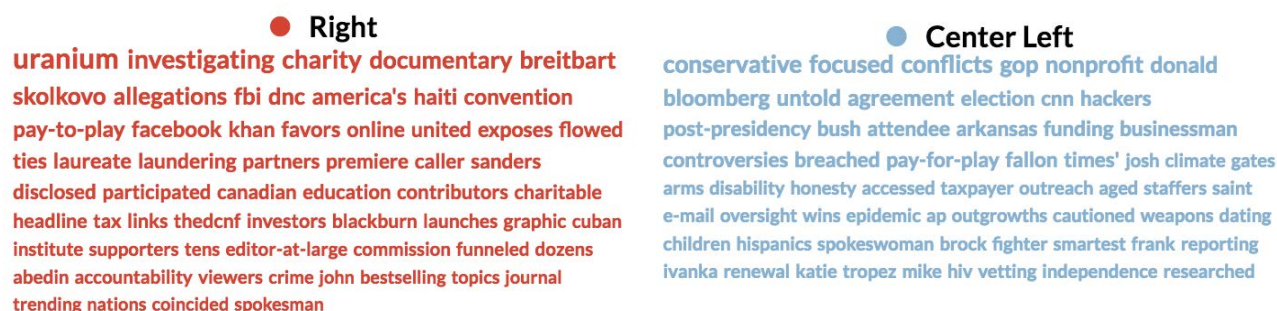 Right
uranium investigating charity documentary breitbart
skolkovo allegations fbi dnc america's haiti convention
pay-to-play facebook khan favors online united exposes flowed
ties laureate laundering partners premiere caller sanders
disclosed participated canadian education contributors charitable
headline tax links thedcnf investors blackburn launches graphic cuban
institute supporters tens editor-at-large commission funneled dozens
abedin accountability viewers crime john bestselling topics journal
trending nations coincided spokesman
Center Left
conservative focused conflicts gop nonprofit donald
bloomberg untold agreement election cnn hackers
post-presidency bush attendee arkansas funding businessman
controversies breached pay-for-play fallon times' josh climate gates
arms disability honesty accessed taxpayer outreach aged staffers saint
e-mail oversight wins epidemic ap outgrowths cautioned weapons dating
children hispanics spokeswoman brock fighter smartest frank reporting
ivanka renewal katie tropez mike hiv vetting independence researched